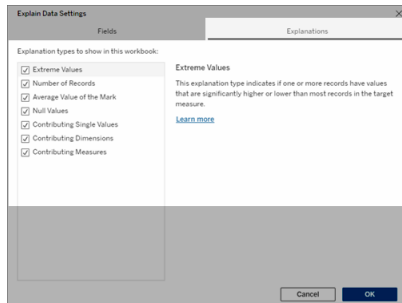 Explain Data Settings
Fields
Explanations
Explanation types to show in this workbook:
Extreme Values
Number of Records
Average Value of the Mark
Null Values
Contributing Single Values
Contributing Dimensions
Contributing Measures
Extreme Values
This explanation type indicates if one or more records have values
that are significantly higher or lower than most records in the target
measure.
Learn more
Cancel
OK